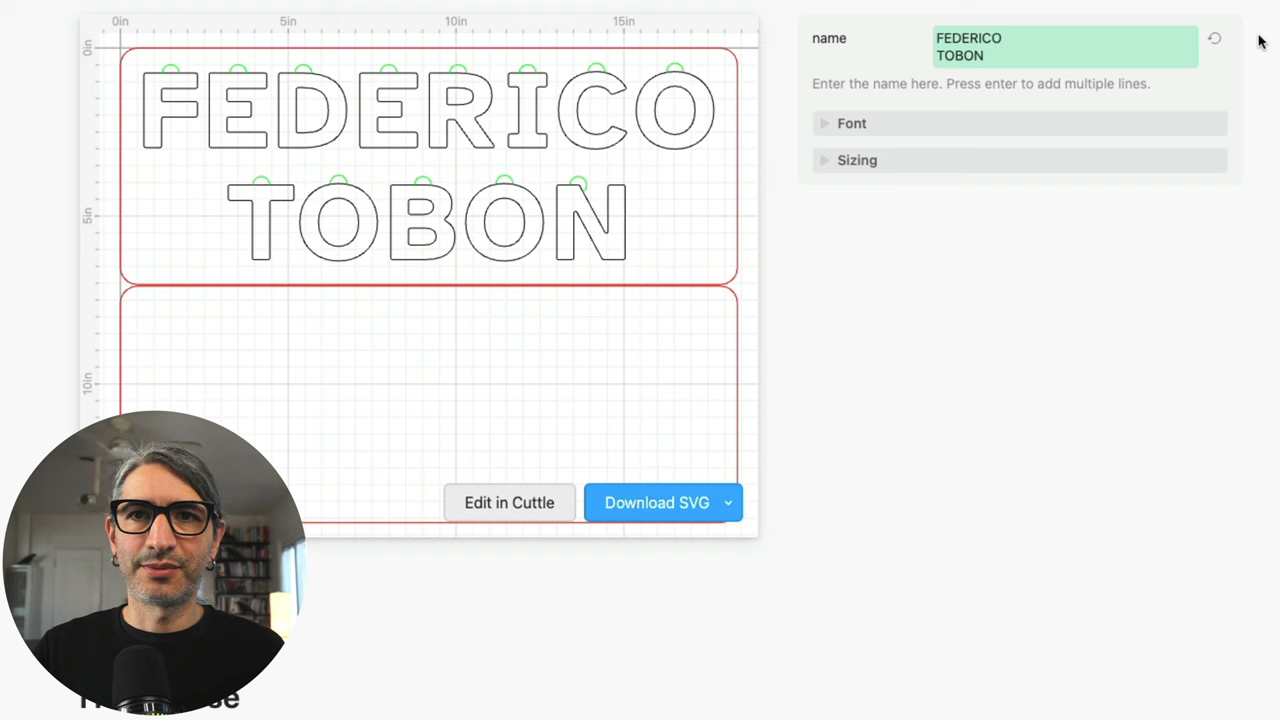 0in 5in 10in 15in
0in
FEDERICO
TOBON
5in
10in
Edit in Cuttle
Download SVG
name
FEDERICO
TOBON
Enter the name here. Press enter to add multiple lines.
Font
Sizing